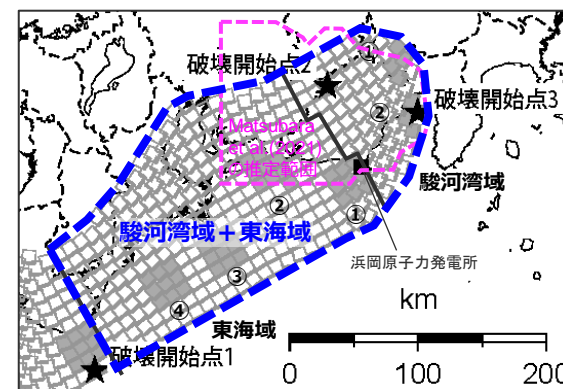 ①
破壊開始点2
②
破壊開始点3
Matsubara
et al.(2021)
の推定範囲
駿河湾域
②
①
駿河湾域+東海域
浜岡原子力発電所
③
km
④
東海域
破壊開始点1
0 100 200